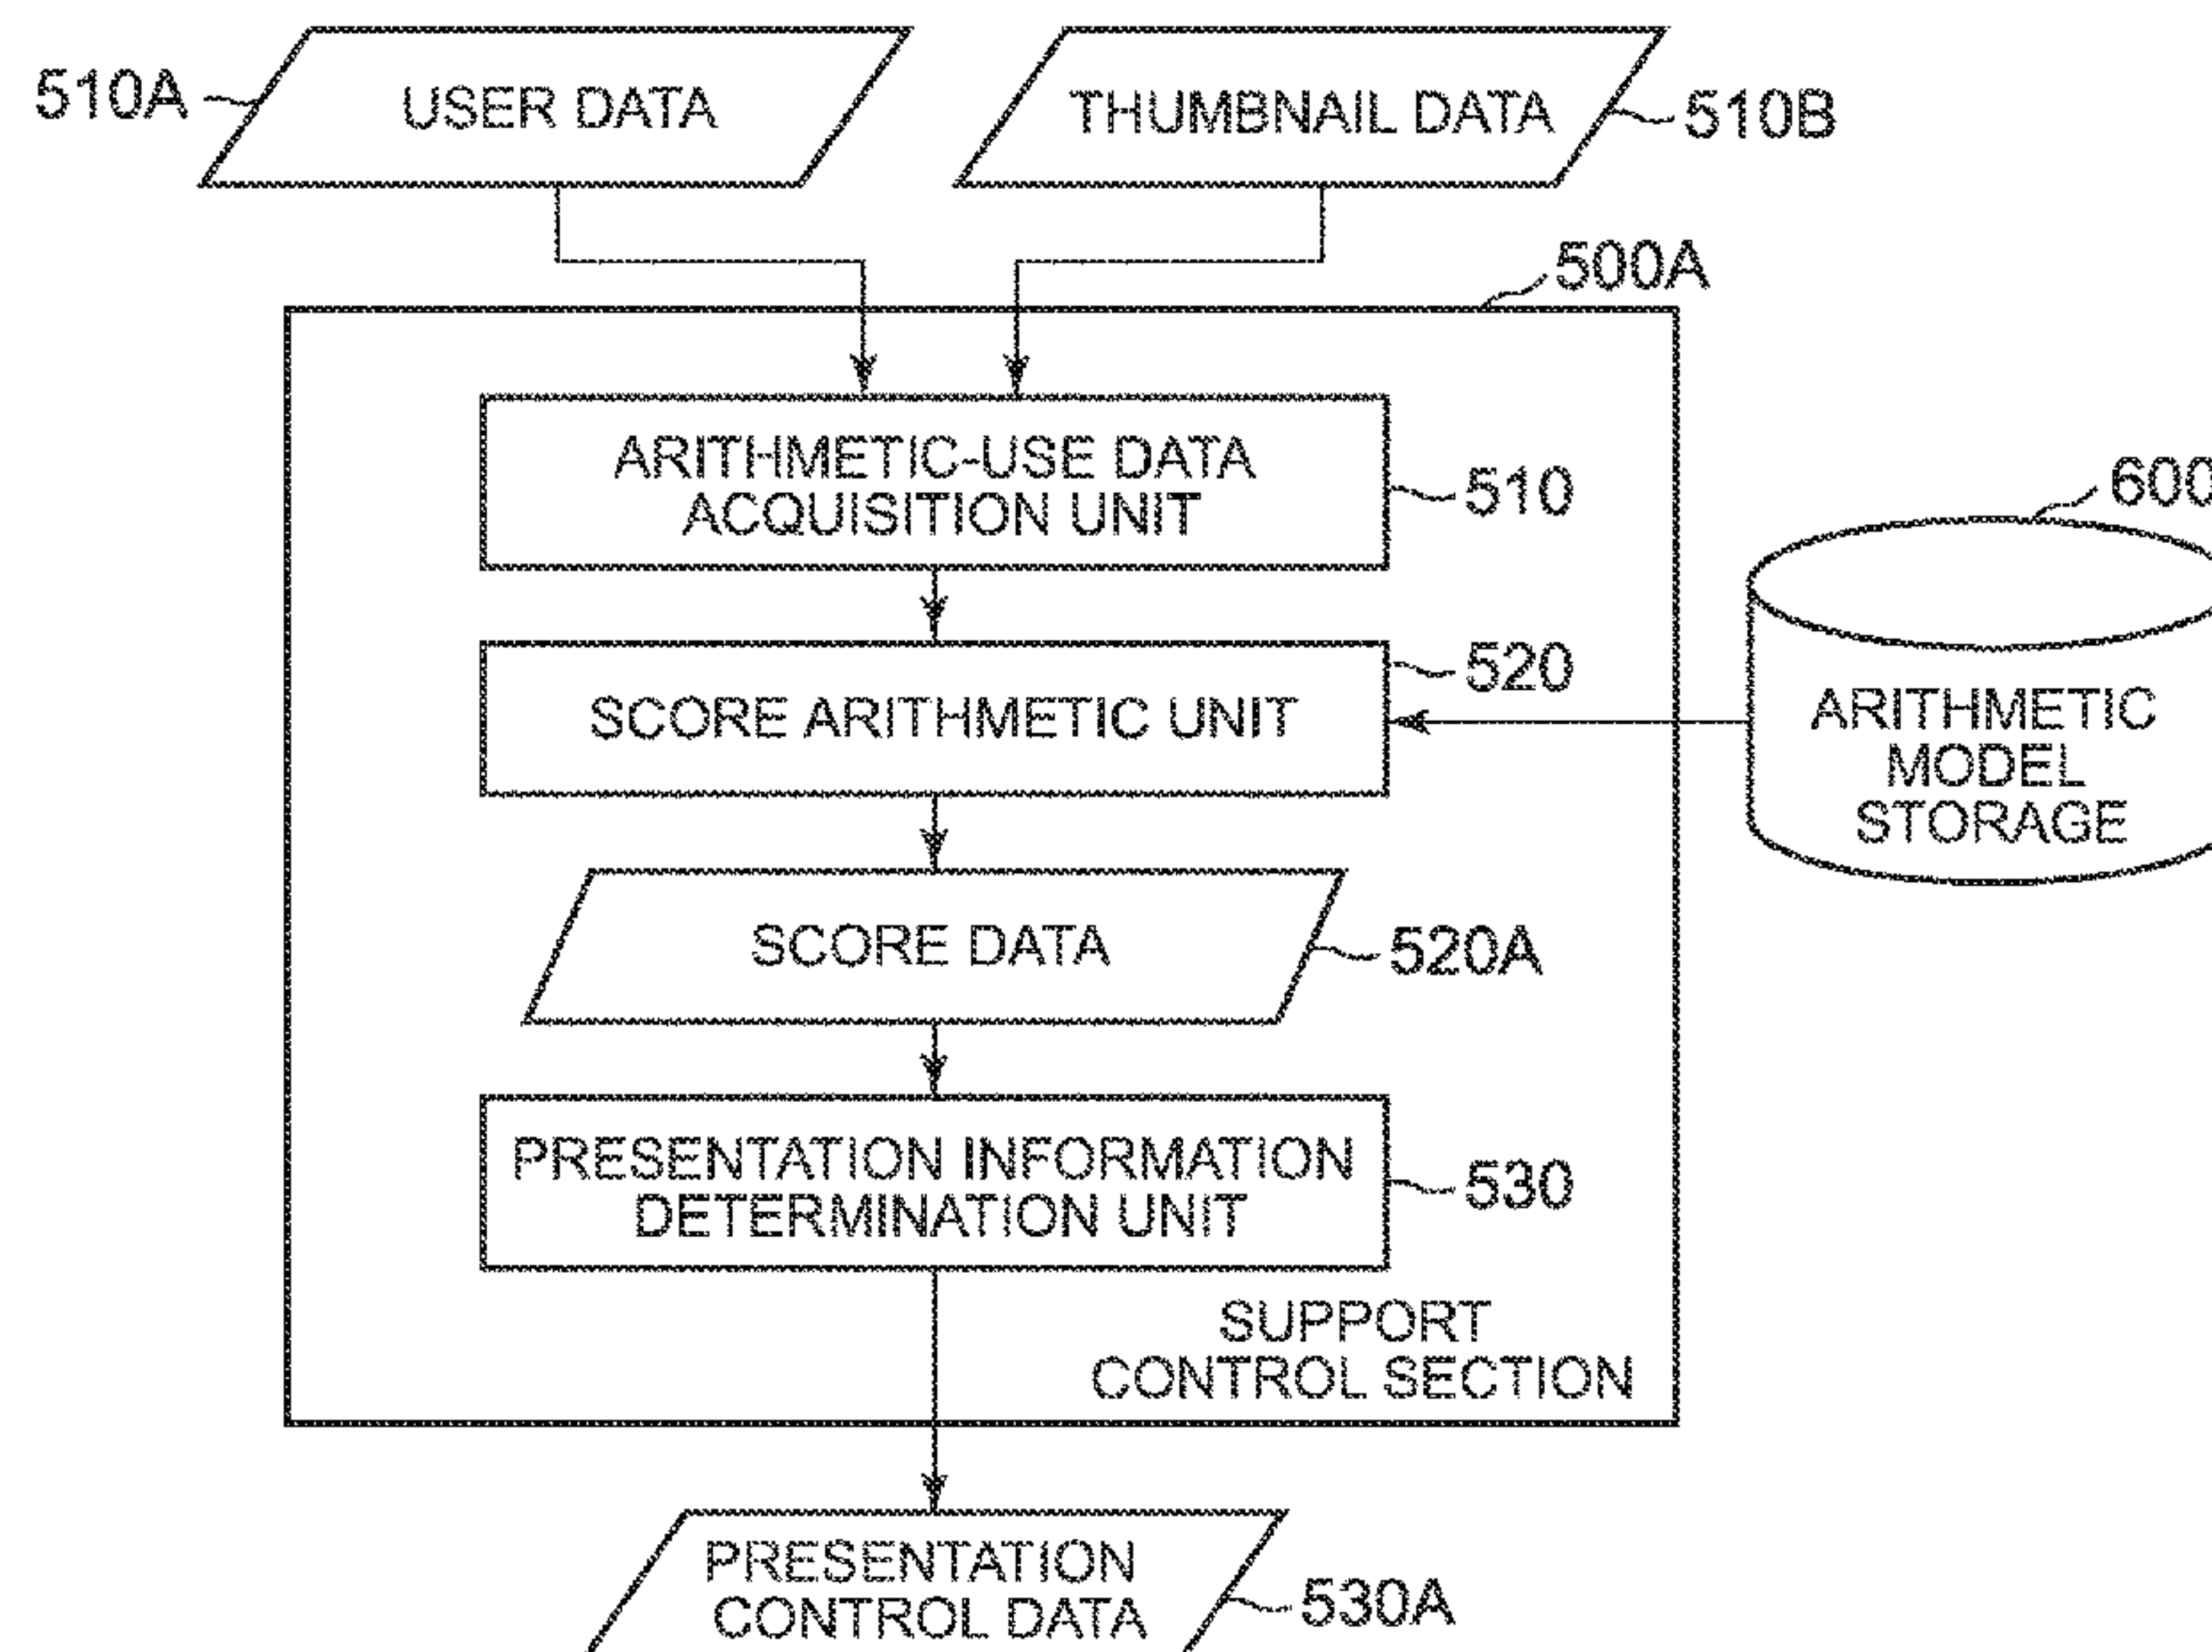 510A
USER DATA
THUMBNAIL DATA
510B
500A
ARITHMETIC-USE DATA
ACQUISITION UNIT
510
600
520
SCORE ARITHMETIC UNIT
ARITHMETIC
MODEL
STORAGE
SCORE DATA
520A
PRESENTATION INFORMATION
DETERMINATION UNIT
530
SUPPORT
CONTROL SECTION
PRESENTATION
CONTROL DATA
530A